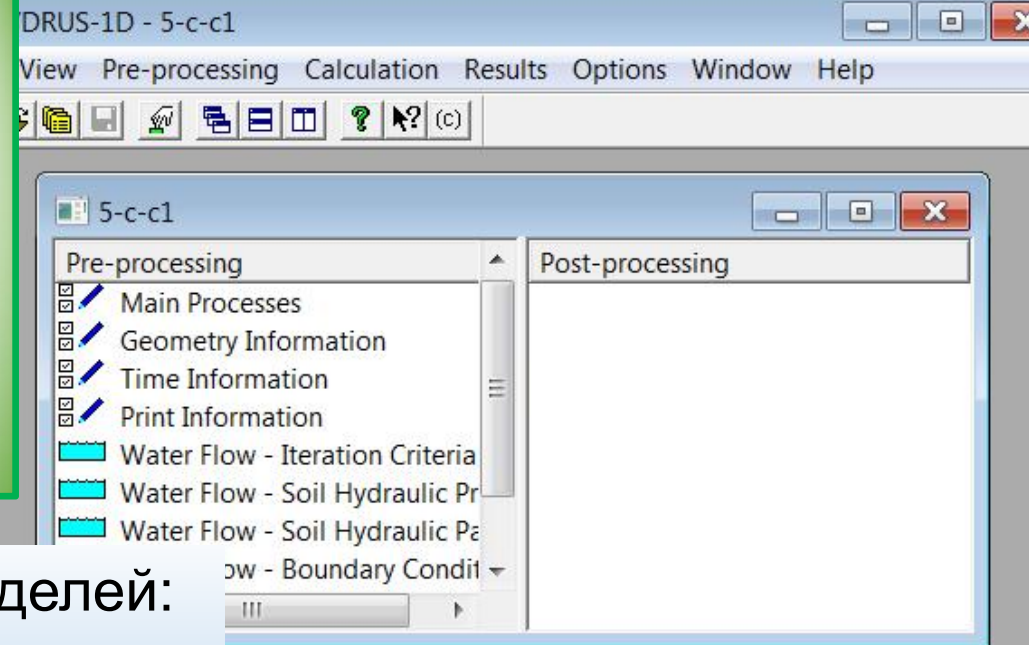 DRUS-1D - 5-c-c1
View Pre-processing Calculation Results Options Window Help
(c)
5-c-c1
Pre-processing
Post-processing
Main Processes
Geometry Information
Time Information
Print Information
Water Flow - Iteration Criteria
Water Flow - Soil Hydraulic Pr
Water Flow - Soil Hydraulic Pa
ow - Boundary Condit
делей: